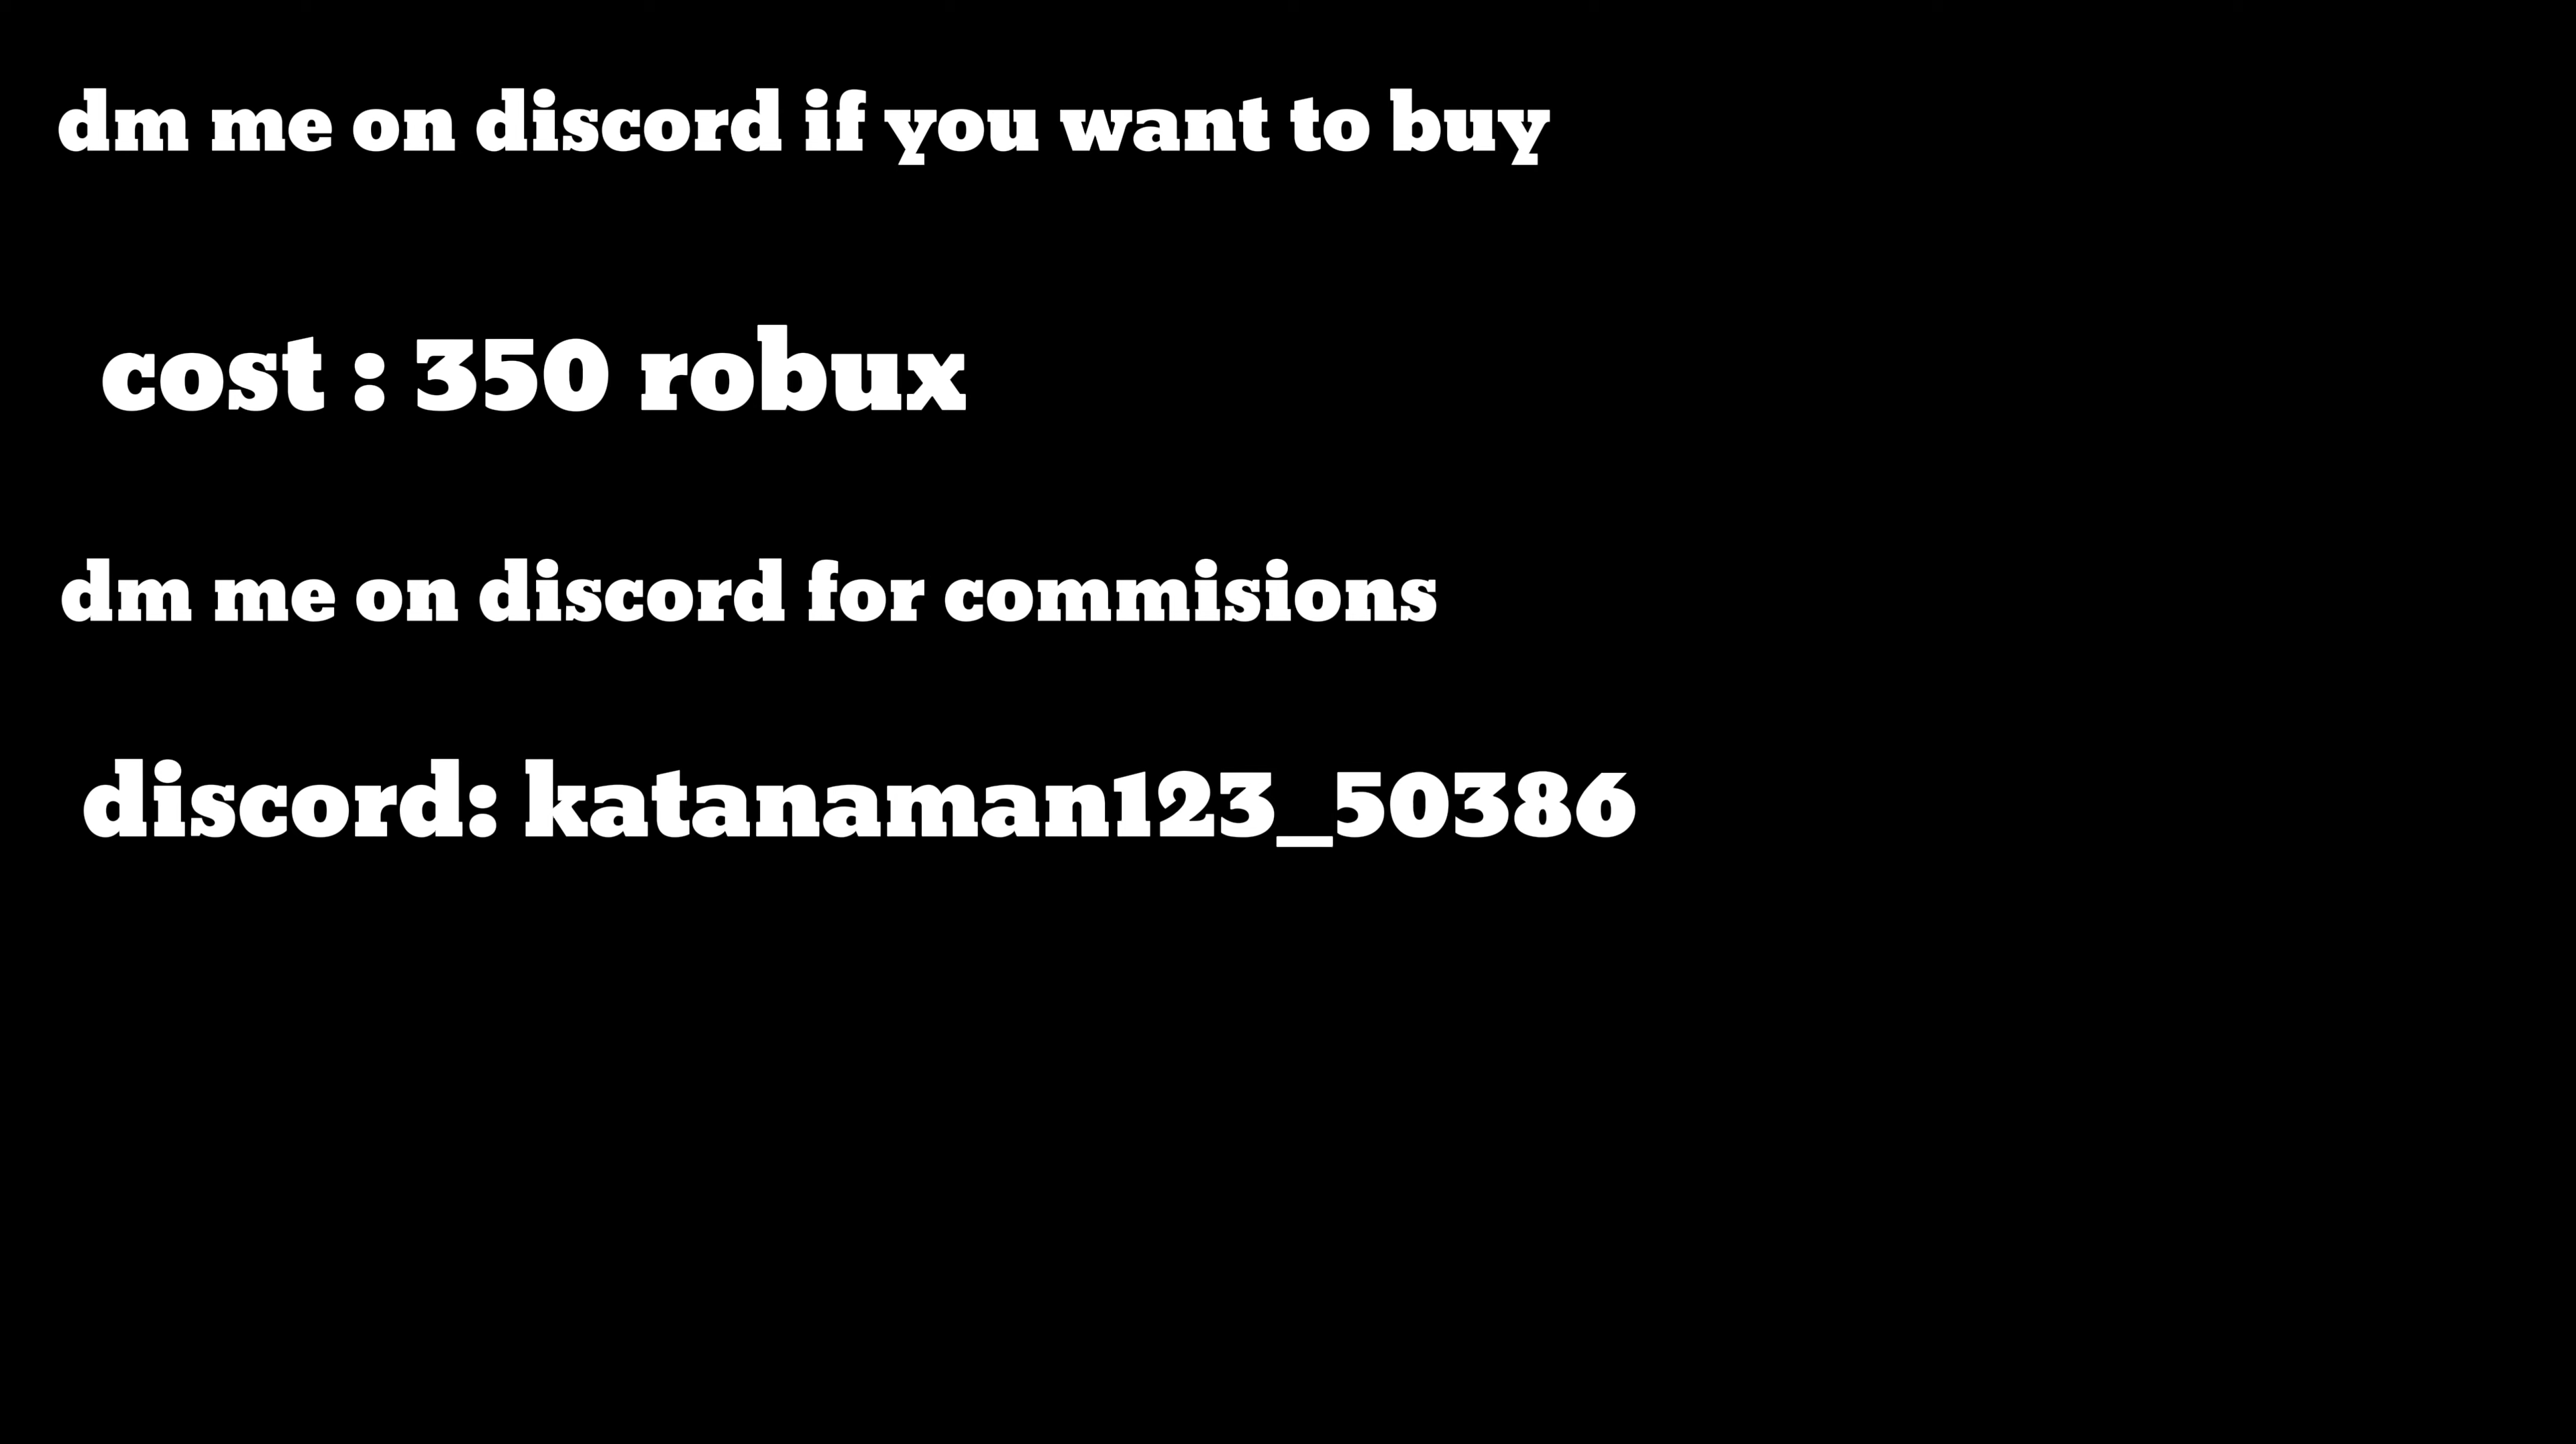 dm me on discord if you want to buy
cost : 350 robux
dm me on discord for commisions
discord: katanaman123_50386